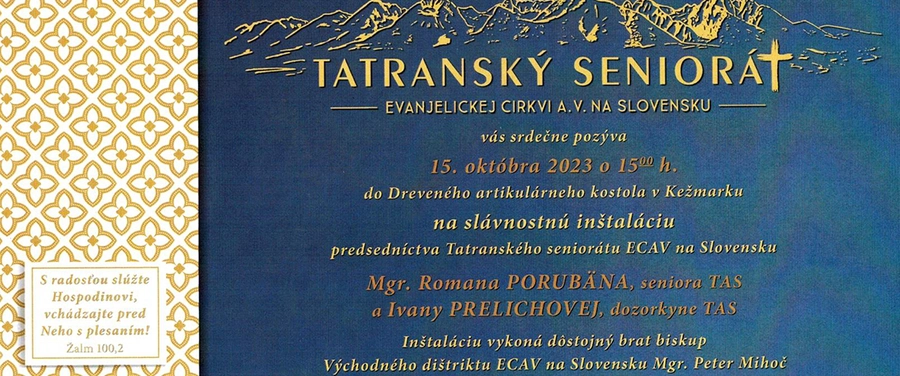 TATRANSKÝ SENIORÁT
EVANJELICKEJ CIRKVI A.V. NA SLOVENSKU
vás srdečne pozýva
15. októbra 2023 o 15⁰⁰ h.
do Dreveného artikulárneho kostola v Kežmarku
na slávnostnú inštaláciu
predsedníctva Tatranského seniorátu ECAV na Slovensku
Mgr. Romana PORUBÄNA, seniora TAS
a Ivany PRELICHOVEJ, dozorkyne TAS
Inštaláciu vykoná dôstojný brat biskup
Východného dištriktu ECAV na Slovensku Mgr. Peter Mihoč
S radosťou slúžte
Hospodinovi,
vchádzajte pred
Neho s plesaním!
Žalm 100,2